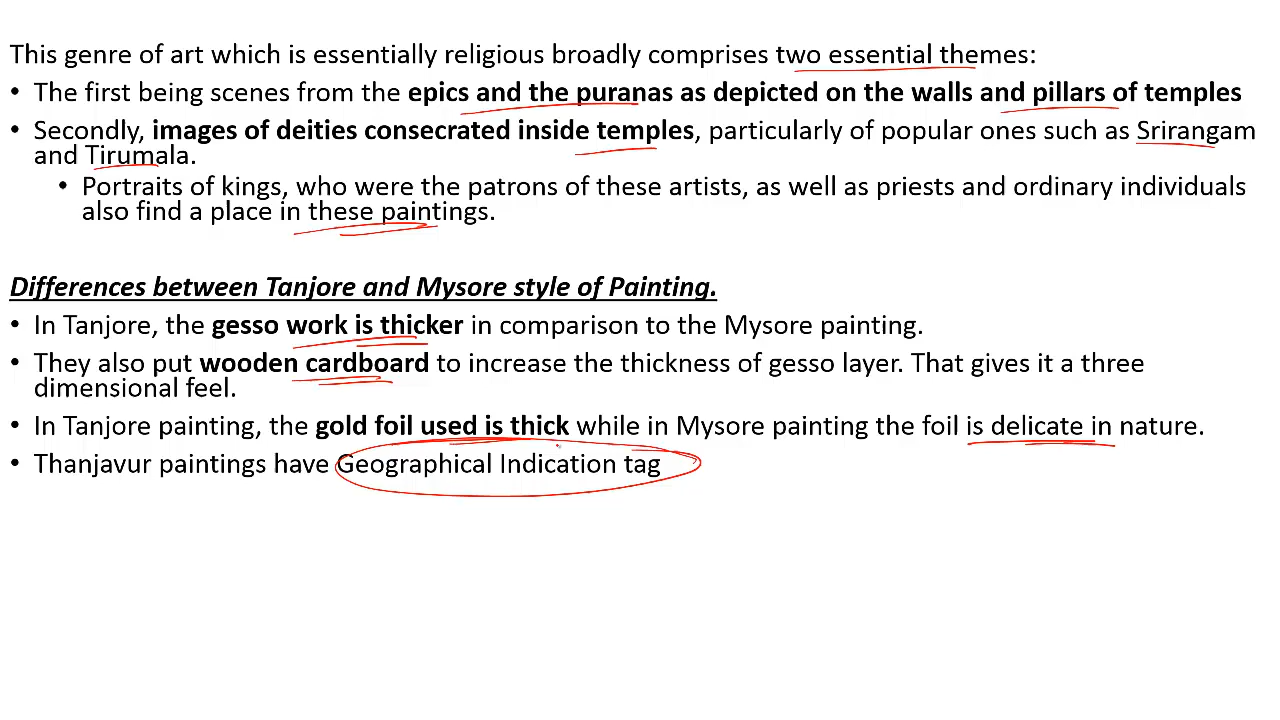 This genre of art which is essentially religious broadly comprises two essential themes:
• The first being scenes from the epics and the puranas as depicted on the walls and pillars of temples
• Secondly, images of deities consecrated inside temples, particularly of popular ones such as Srirangam
and Tirumala.
• Portraits of kings, who were the patrons of these artists, as well as priests and ordinary individuals
also find a place in these paintings.
Differences between Tanjore and Mysore style of Painting.
• In Tanjore, the gesso work is thicker in comparison to the Mysore painting.
• They also put wooden cardboard to increase the thickness of gesso layer. That gives it a three
dimensional feel.
• In Tanjore painting, the gold foil used is thick while in Mysore painting the foil is delicate in nature.
• Thanjavur paintings have Geographical Indication tag